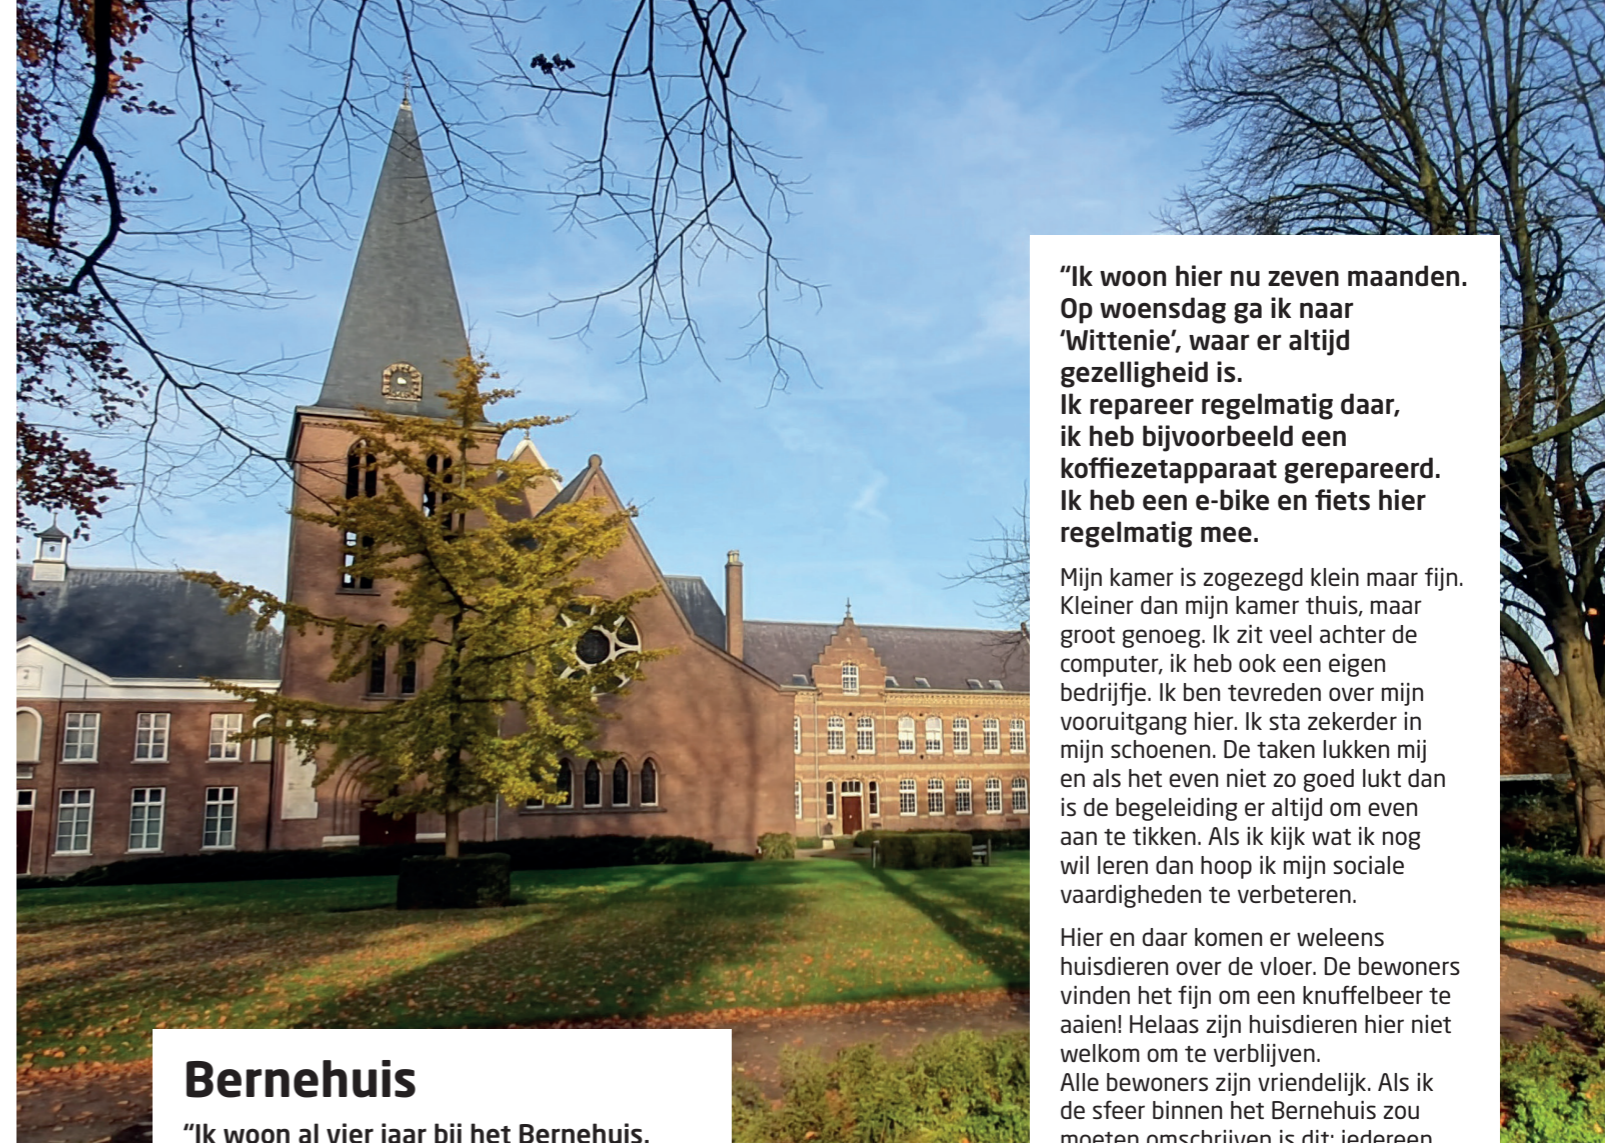 “Ik woon hier nu zeven maanden.
Op woensdag ga ik naar
‘Wittenie’, waar er altijd
gezelligheid is.
Ik repareer regelmatig daar,
ik heb bijvoorbeeld een
koffiezetapparaat gerepareerd.
Ik heb een e-bike en fiets hier
regelmatig mee.
Mijn kamer is zogezegd klein maar fijn.
Kleiner dan mijn kamer thuis, maar
groot genoeg. Ik zit veel achter de
computer, ik heb ook een eigen
bedrijfje. Ik ben tevreden over mijn
vooruitgang hier. Ik sta zekerder in
mijn schoenen. De taken lukken mij
en als het even niet zo goed lukt dan
is de begeleiding er altijd om even
aan te tikken. Als ik kijk wat ik nog
wil leren dan hoop ik mijn sociale
vaardigheden te verbeteren.
Hier en daar komen er weleens
huisdieren over de vloer. De bewoners
vinden het fijn om een knuffelbeer te
aaien! Helaas zijn huisdieren hier niet
welkom om te verblijven.
Alle bewoners zijn vriendelijk. Als ik
de sfeer binnen het Bernehuis zou
moeten omschrijven is dit: iedereen
Bernehuis
“Ik woon al vier jaar bij het Bernehuis.